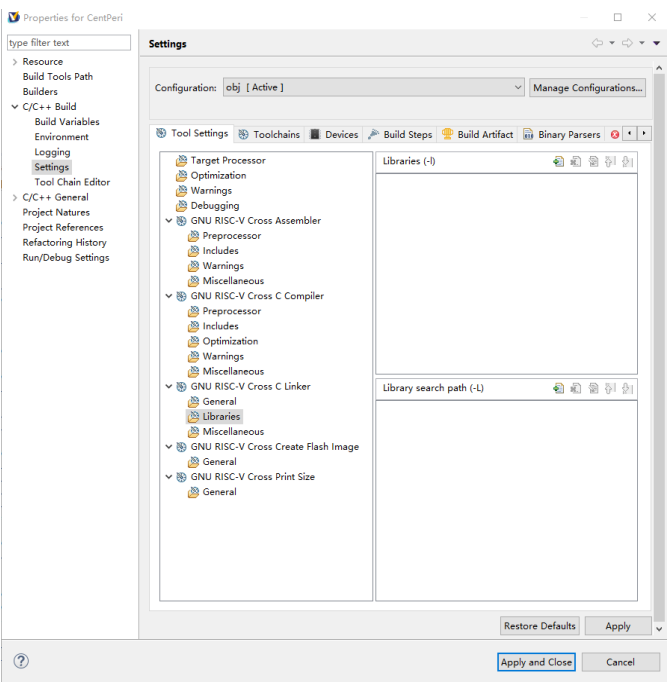 Properties for CentPeri
type filter text
Resource
Build Tools Path
Builders
C/C++ Build
Build Variables
Environment
Logging
Settings
Tool Chain Editor
C/C++ General
Project Natures
Project References
Refactoring History
Run/Debug Settings
Settings
Configuration: obj [ Active ]
Manage Configurations...
Tool Settings Toolchains Devices Build Steps Build Artifact Binary Parsers
Target Processor
Optimization
Warnings
Debugging
GNU RISC-V Cross Assembler
Preprocessor
Includes
Warnings
Miscellaneous
GNU RISC-V Cross C Compiler
Preprocessor
Includes
Optimization
Warnings
Miscellaneous
GNU RISC-V Cross C Linker
General
Libraries
Miscellaneous
GNU RISC-V Cross Create Flash Image
General
GNU RISC-V Cross Print Size
General
Libraries (-l)
Library search path (-L)
Restore Defaults Apply
Apply and Close Cancel